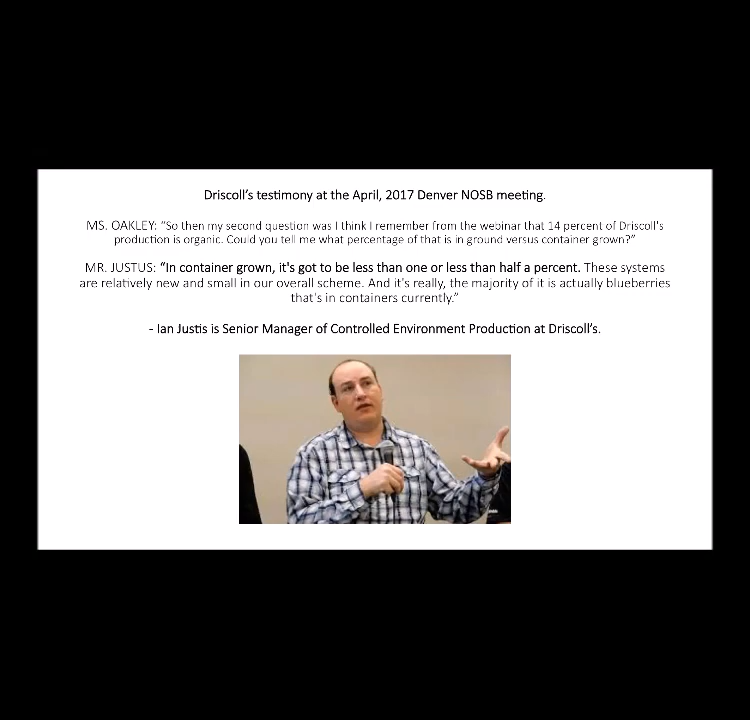 Driscoll's testimony at the April, 2017 Denver NOSB meeting.
MS. OAKLEY: "So then my second question was I think I remember from the webinar that 14 percent of Driscoll's
production is organic. Could you tell me what percentage of that is in ground versus container grown?"
MR. JUSTUS: "In container grown, it's got to be less than one or less than half a percent. These systems
are relatively new and small in our overall scheme. And it's really, the majority of it is actually blueberries
that's in containers currently."
- Ian Justis is Senior Manager of Controlled Environment Production at Driscoll's.